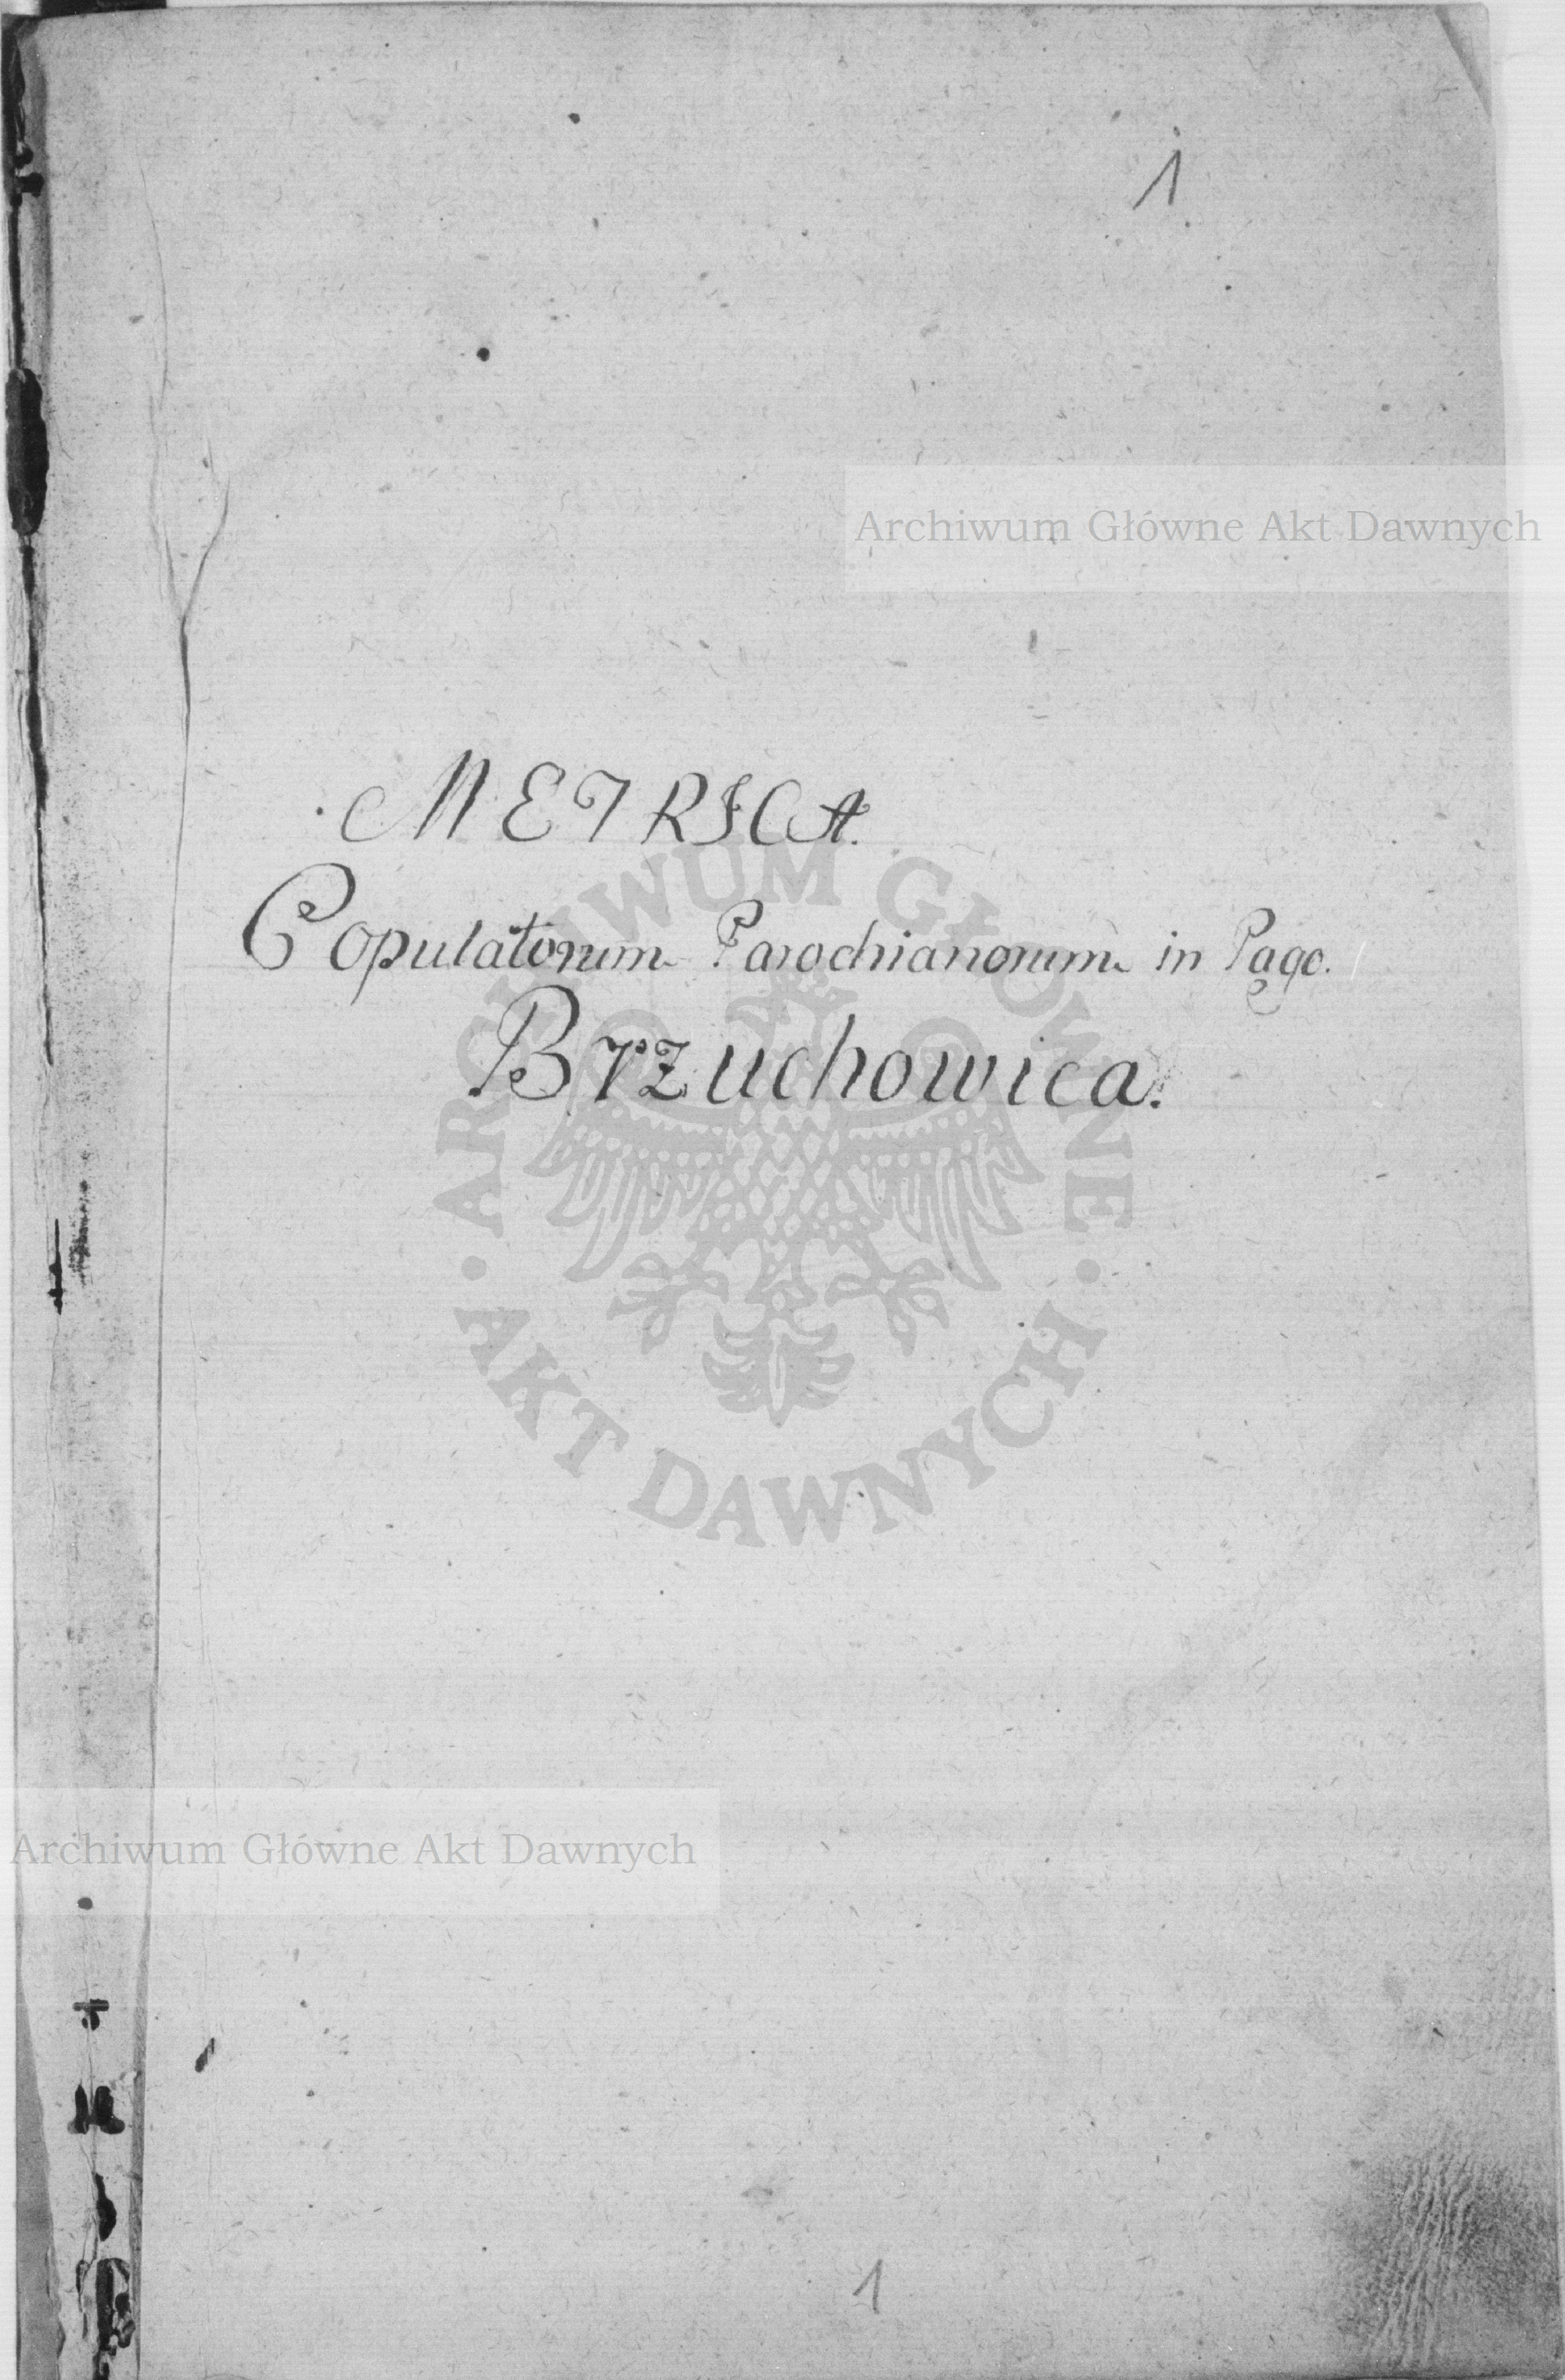 1
Archiwum Główne Akt Dawnych
METRICA.
Copulatorum Parochianorum in Pago.
Brzuchowica.
ARCHIWUM GŁÓWNE
AKT DAWNYCH
Archiwum Główne Akt Dawnych
1